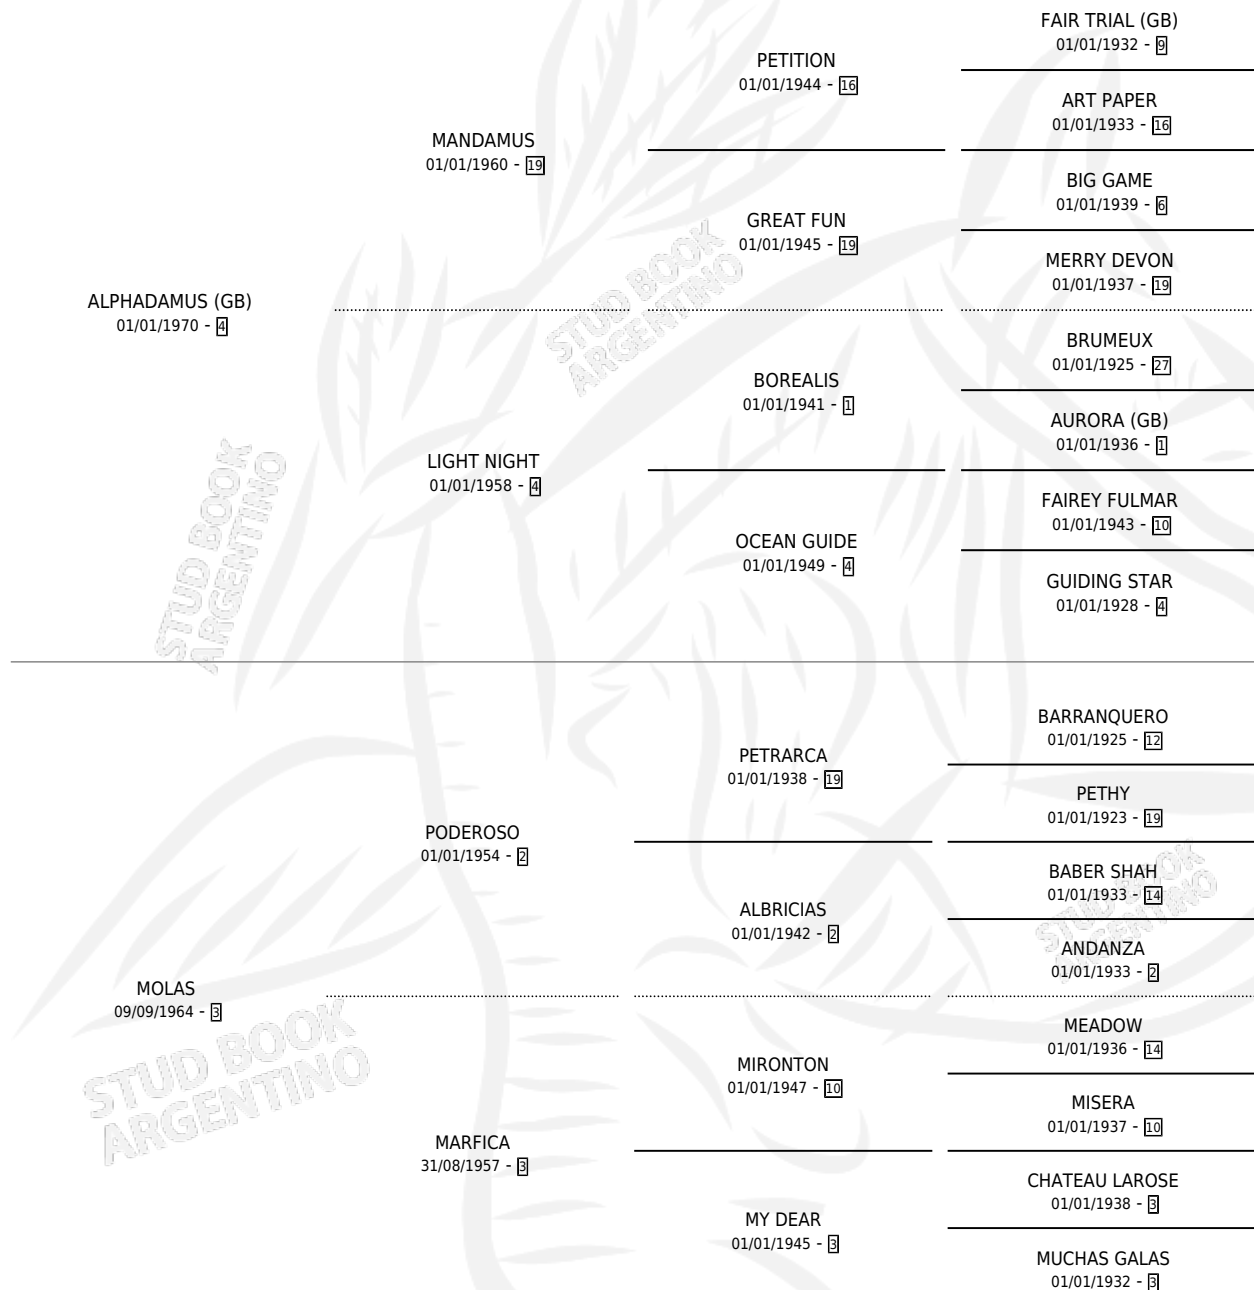 FAIR TRIAL (GB)
01/01/1932 - 9
PETITION
01/01/1944 - 16
ART PAPER
01/01/1933 - 16
MANDAMUS
01/01/1960 - 19
BIG GAME
01/01/1939 - 6
GREAT FUN
01/01/1945 - 19
MERRY DEVON
01/01/1937 - 19
ALPHADAMUS (GB)
01/01/1970 - 4
BRUMEUX
01/01/1925 - 27
BOREALIS
01/01/1941 - 1
AURORA (GB)
01/01/1936 - 1
LIGHT NIGHT
01/01/1958 - 4
FAIREY FULMAR
01/01/1943 - 10
OCEAN GUIDE
01/01/1949 - 4
GUIDING STAR
01/01/1928 - 4
STUD BOOK
ARGENTINO
STUD BOOK
ARGENTINO
BARRANQUERO
01/01/1925 - 12
PETRARCA
01/01/1938 - 19
PETHY
01/01/1923 - 19
PODEROSO
01/01/1954 - 2
BABER SHAH
01/01/1933 - 14
ALBRICIAS
01/01/1942 - 2
ANDANZA
01/01/1933 - 2
MOLAS
09/09/1964 - 3
MEADOW
01/01/1936 - 14
MIRONTON
01/01/1947 - 10
MISERA
01/01/1937 - 10
MARFICA
31/08/1957 - 3
CHATEAU LAROSE
01/01/1938 - 3
MY DEAR
01/01/1945 - 3
MUCHAS GALAS
01/01/1932 - 3
STUD BOOK
ARGENTINO
STUD BOOK
ARGENTINO